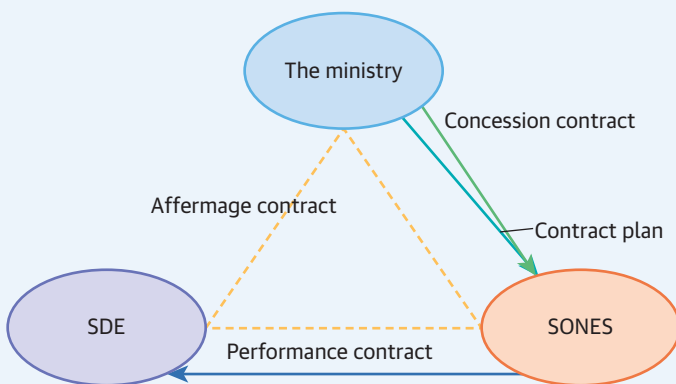 The ministry
Concession contract
Affermage contract
Contract plan
SDE
SONES
Performance contract